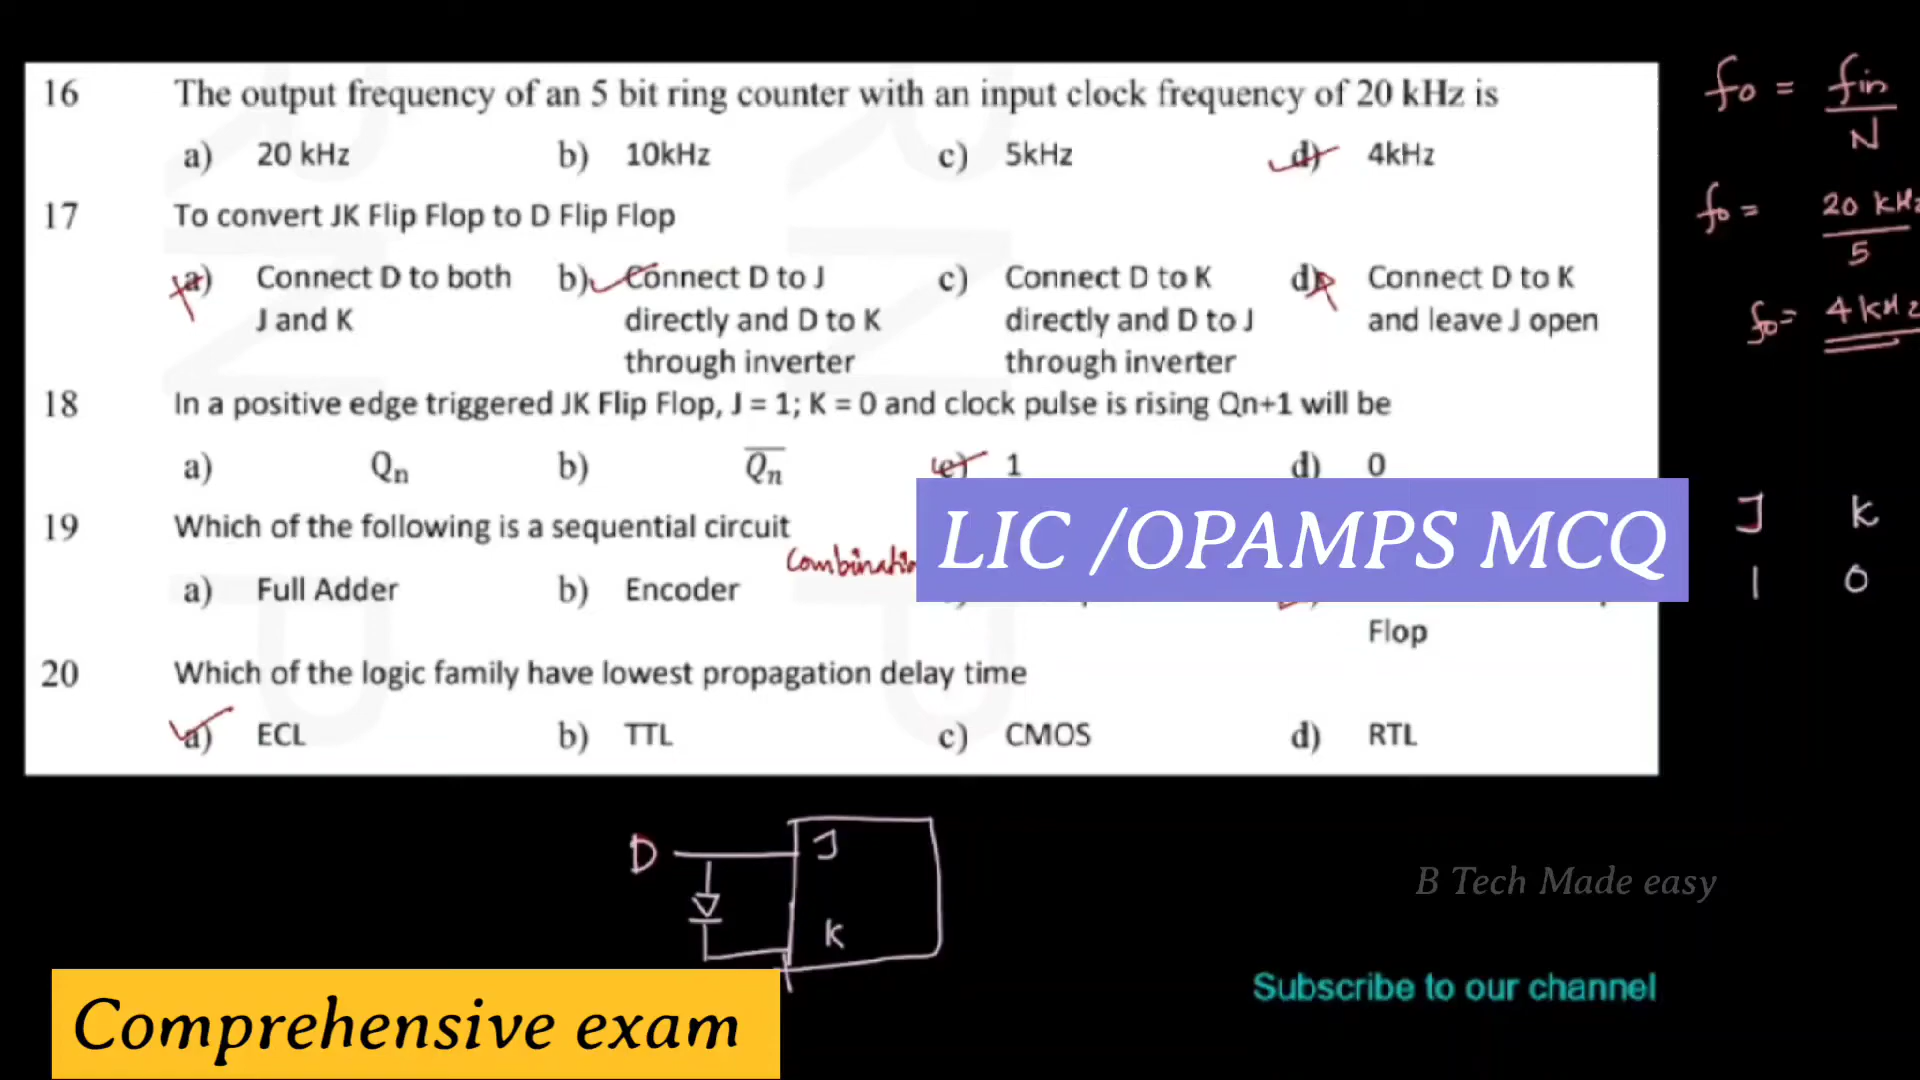 16 The output frequency of an 5 bit ring counter with an input clock frequency of 20 kHz is
a) 20 kHz b) 10kHz c) 5kHz d) 4kHz
17 To convert JK Flip Flop to D Flip Flop
a) Connect D to both b) Connect D to J c) Connect D to K d) Connect D to K
J and K directly and D to K directly and D to J and leave J open
through inverter through inverter
18 In a positive edge triggered JK Flip Flop, J = 1; K = 0 and clock pulse is rising Qn+1 will be
a) Qn b) Q̅n c) 1 d) 0
19 Which of the following is a sequential circuit
a) Full Adder b) Encoder
Flop
20 Which of the logic family have lowest propagation delay time
a) ECL b) TTL c) CMOS d) RTL
fo = fin
N
fo = 20 kHz
5
fo = 4 kHz
J K
1 0
LIC /OPAMPS MCQ
D J
K
B Tech Made easy
Subscribe to our channel
Comprehensive exam